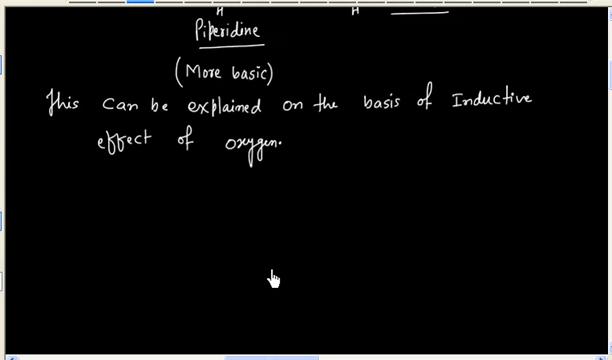 H H
Piperidine
(More basic)
This can be explained on the basis of Inductive
effect of oxygen.